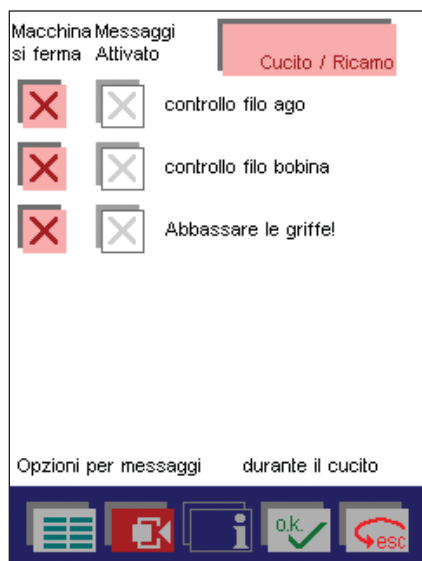 Macchina Messaggi
si ferma Attivato
Cucito / Ricamo
controllo filo ago
controllo filo bobina
Abbassare le griffe!
Opzioni per messaggi durante il cucito
i o.k. esc